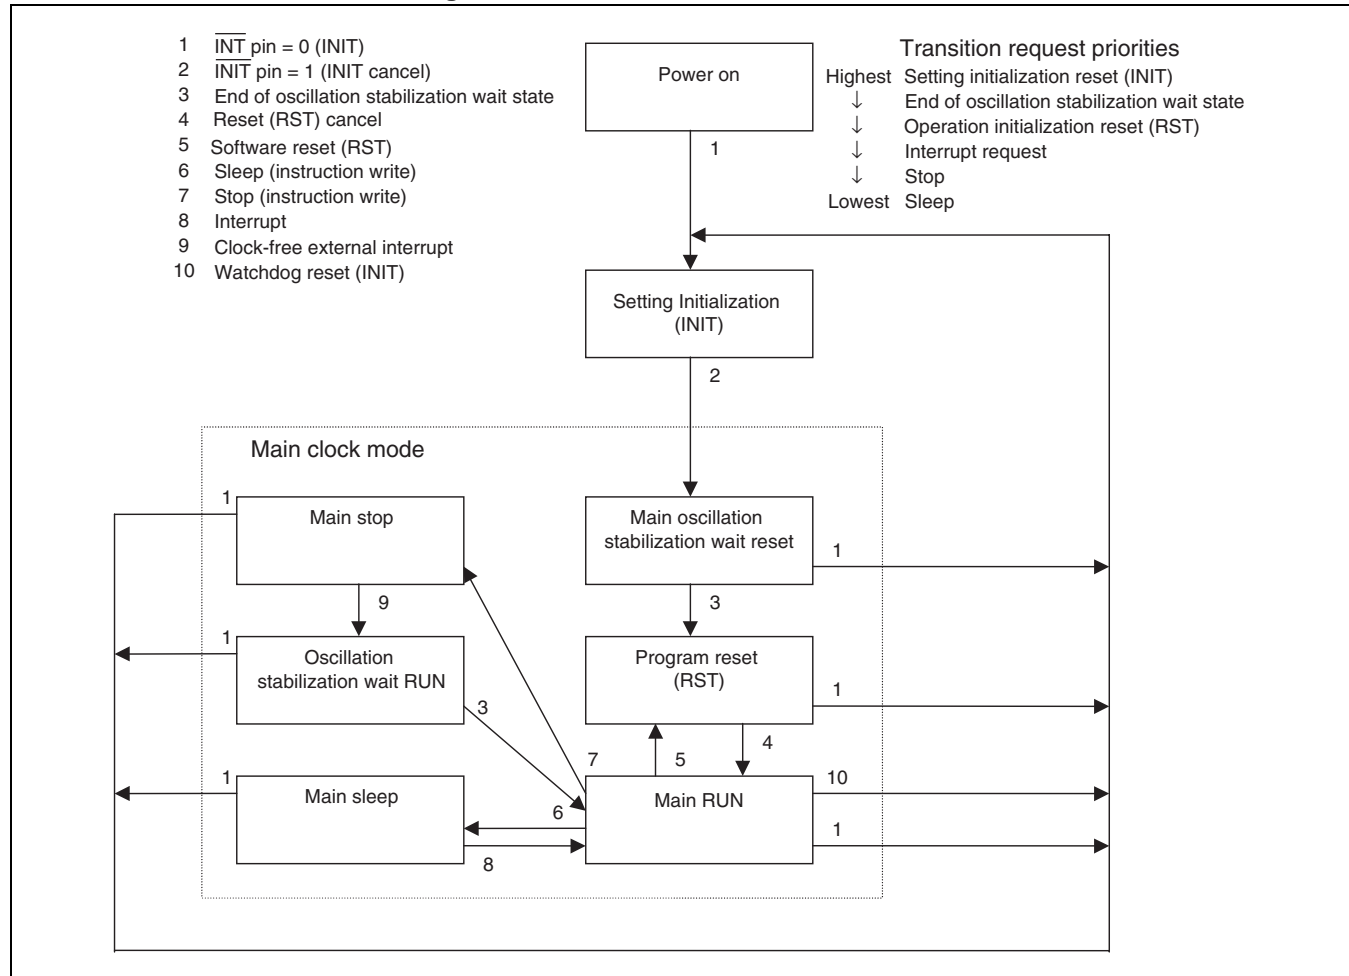 1 INT pin = 0 (INIT)
2 INIT pin = 1 (INIT cancel)
3 End of oscillation stabilization wait state
4 Reset (RST) cancel
5 Software reset (RST)
6 Sleep (instruction write)
7 Stop (instruction write)
8 Interrupt
9 Clock-free external interrupt
10 Watchdog reset (INIT)
Power on
1
Transition request priorities
Highest Setting initialization reset (INIT)
↓ End of oscillation stabilization wait state
↓ Operation initialization reset (RST)
↓ Interrupt request
↓ Stop
Lowest Sleep
Setting Initialization
(INIT)
2
Main clock mode
1
Main stop
9
Main oscillation
stabilization wait reset
1
3
1
Oscillation
stabilization wait RUN
3
Program reset
(RST)
1
7
5
4
1
Main sleep
6
8
Main RUN
10
1